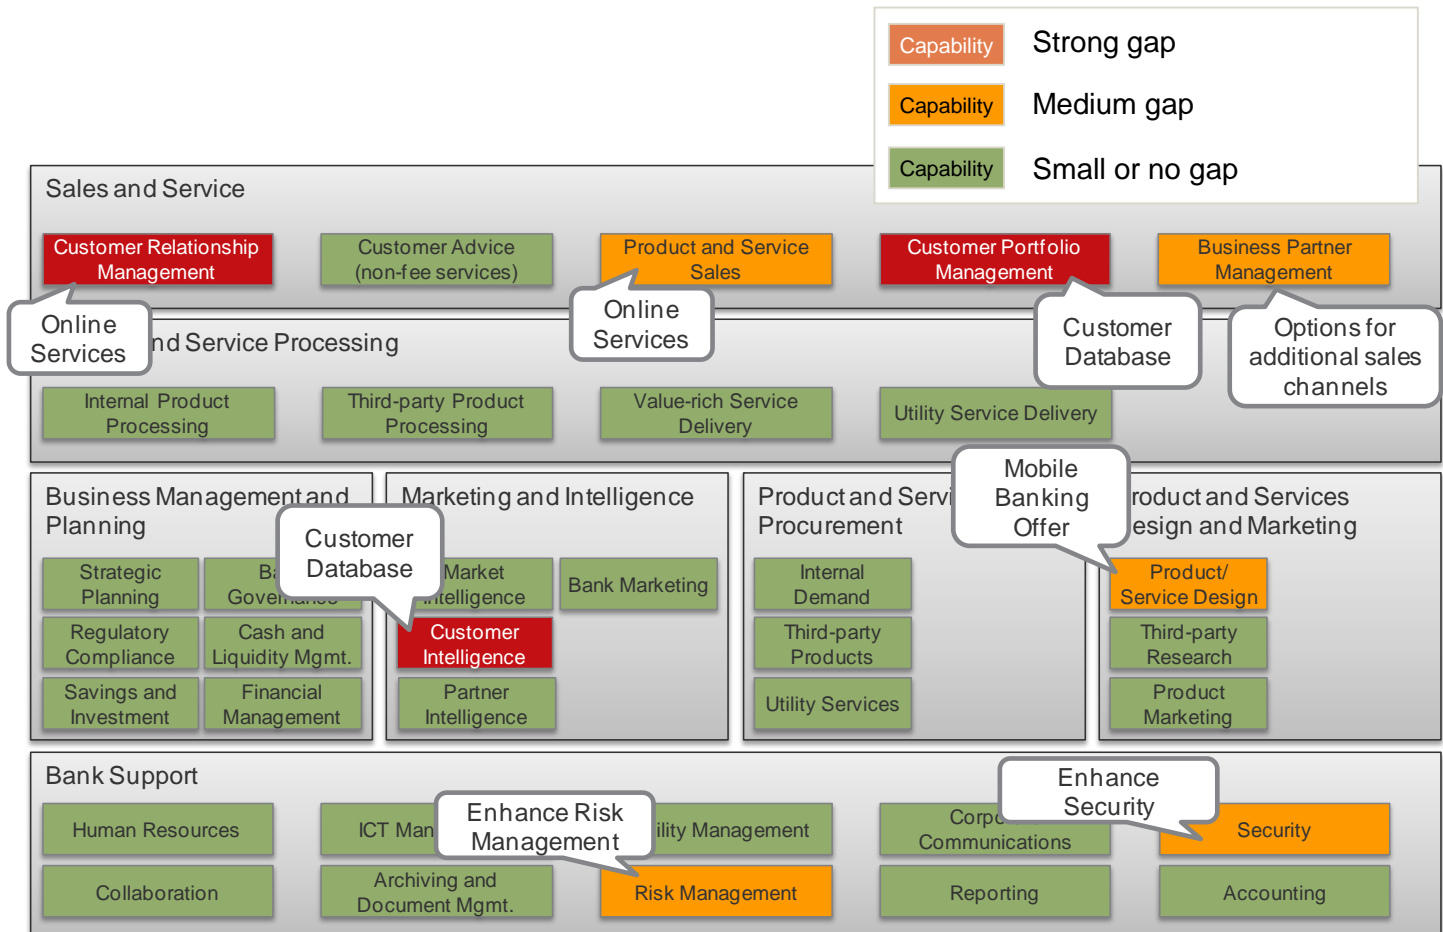 Capability
Strong gap
Capability
Medium gap
Capability
Small or no gap
Sales and Service
Customer Relationship
Management
Customer Advice
(non-fee services)
Product and Service
Sales
Customer Portfolio
Management
Business Partner
Management
Online
Services
Online
Services
Customer
Database
Options for
additional sales
channels
nd Service Processing
Internal Product
Processing
Third-party Product
Processing
Value-rich Service
Delivery
Utility Service Delivery
Business Management and
Planning
Strategic
Planning
Ba
Governance
Regulatory
Compliance
Cash and
Liquidity Mgmt.
Savings and
Investment
Financial
Management
Customer
Database
Marketing and Intelligence
Market
Intelligence
Bank Marketing
Customer
Intelligence
Partner
Intelligence
Product and Servi
Procurement
Internal
Demand
Third-party
Products
Utility Services
Mobile
Banking
Offer
roduct and Services
esign and Marketing
Product/
Service Design
Third-party
Research
Product
Marketing
Bank Support
Human Resources
ICT Man
Enhance Risk
Management
ility Management
Corpo
Communications
Enhance
Security
Security
Collaboration
Archiving and
Document Mgmt.
Risk Management
Reporting
Accounting